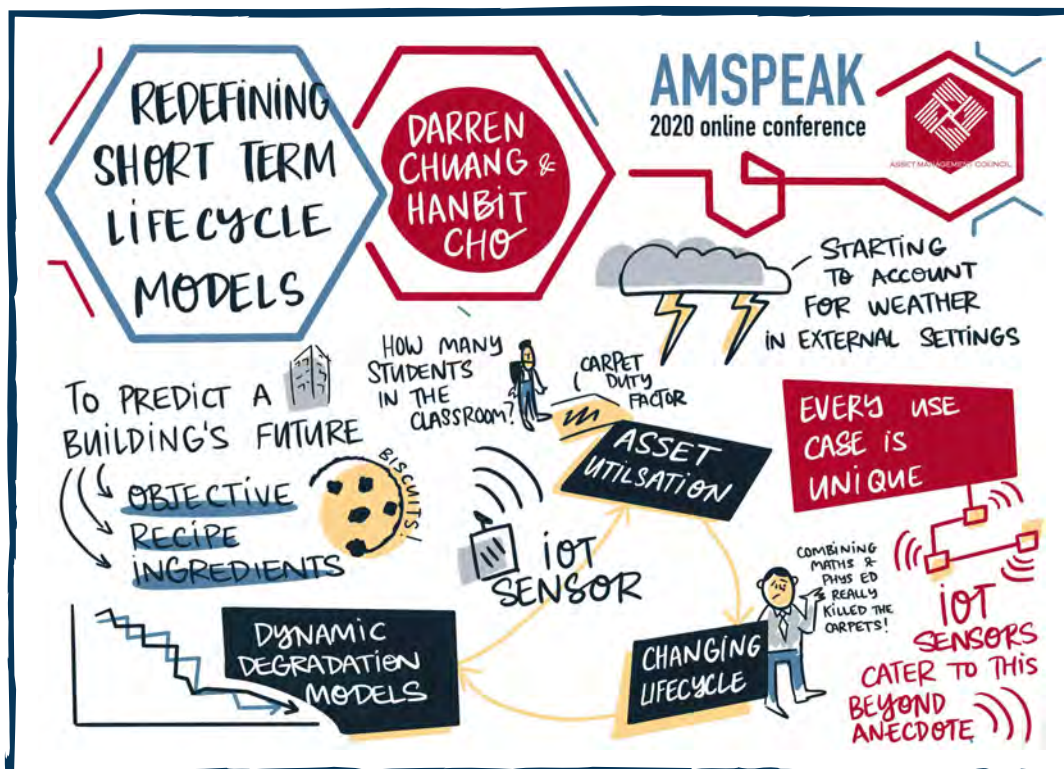 REDEFINING
SHORT TERM
LIFECYCLE
MODELS
DARREN
CHUANG &
HANBIT
CHO
AMSPEAK
2020 online conference
ASSET MANAGEMENT COUNCIL
STARTING
TO ACCOUNT
FOR WEATHER
IN EXTERNAL SETTINGS
HOW MANY
STUDENTS
IN THE
CLASSROOM?
CARPET
DUTY
FACTOR
TO PREDICT A
BUILDING'S FUTURE
OBJECTIVE
RECIPE
INGREDIENTS
BISCUITS!
ASSET
UTILSATION
EVERY USE
CASE IS
UNIQUE
IOT
SENSOR
COMBINING
MATHS &
PHYS ED
REALLY
KILLED THE
CARPETS!
DYNAMIC
DEGRADATION
MODELS
CHANGING
LIFECYCLE
IOT
SENSORS
CATER TO THIS
BEYOND
ANECDOTE